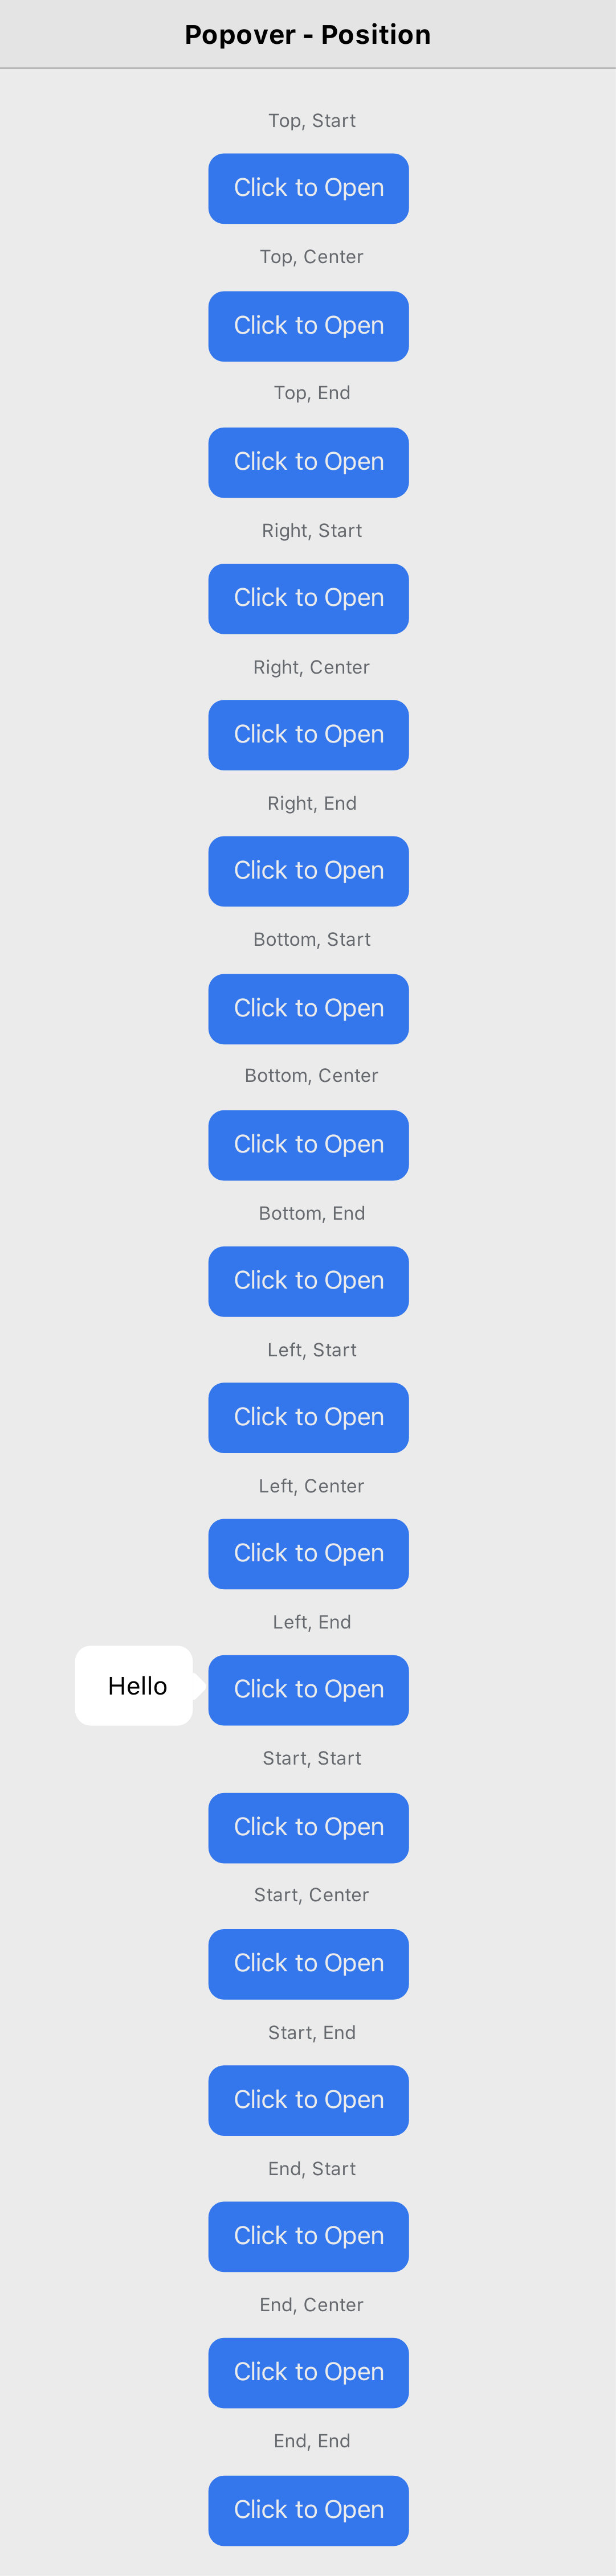 Popover - Position
Top, Start
Click to Open
Top, Center
Click to Open
Top, End
Click to Open
Right, Start
Click to Open
Right, Center
Click to Open
Right, End
Click to Open
Bottom, Start
Click to Open
Bottom, Center
Click to Open
Bottom, End
Click to Open
Left, Start
Click to Open
Left, Center
Click to Open
Left, End
Hello
Click to Open
Start, Start
Click to Open
Start, Center
Click to Open
Start, End
Click to Open
End, Start
Click to Open
End, Center
Click to Open
End, End
Click to Open